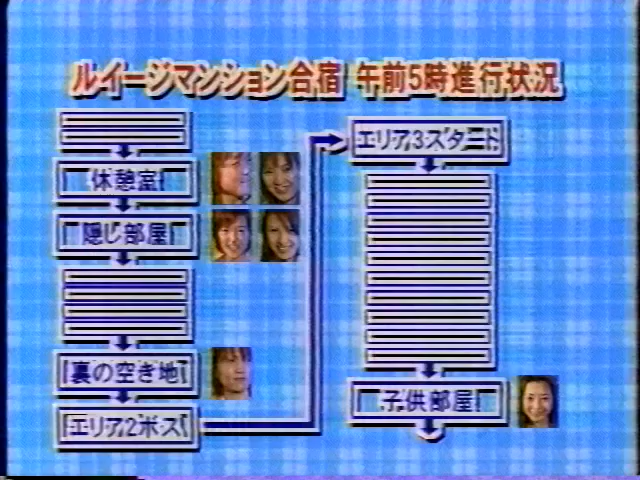 ルイージマンション合宿 午前5時進行状況
休憩室
隠し部屋
裏の空き地
エリア2ボス
エリア3スタート
子供部屋